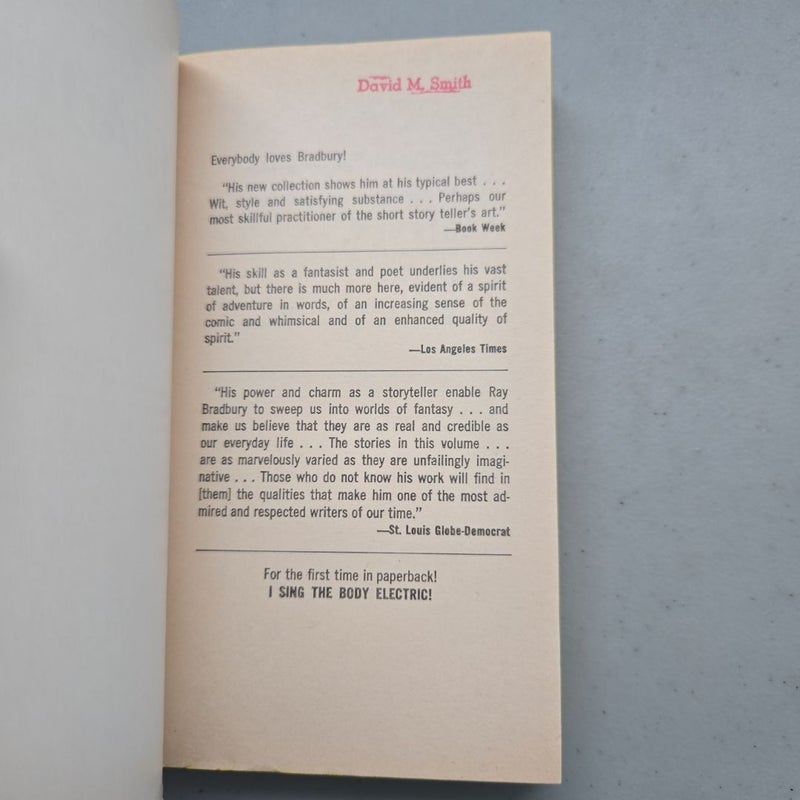 David M. Smith
Everybody loves Bradbury!
"His new collection shows him at his typical best . . .
Wit, style and satisfying substance . . . Perhaps our
most skillful practitioner of the short story teller's art."
—Book Week
"His skill as a fantasist and poet underlies his vast
talent, but there is much more here, evident of a spirit
of adventure in words, of an increasing sense of the
comic and whimsical and of an enhanced quality of
spirit."
—Los Angeles Times
"His power and charm as a storyteller enable Ray
Bradbury to sweep us into worlds of fantasy . . . and
make us believe that they are as real and credible as
our everyday life . . . The stories in this volume . . .
are as marvelously varied as they are unfailingly imagi-
native . . . Those who do not know his work will find in
[them] the qualities that make him one of the most ad-
mired and respected writers of our time."
—St. Louis Globe-Democrat
For the first time in paperback!
I SING THE BODY ELECTRIC!